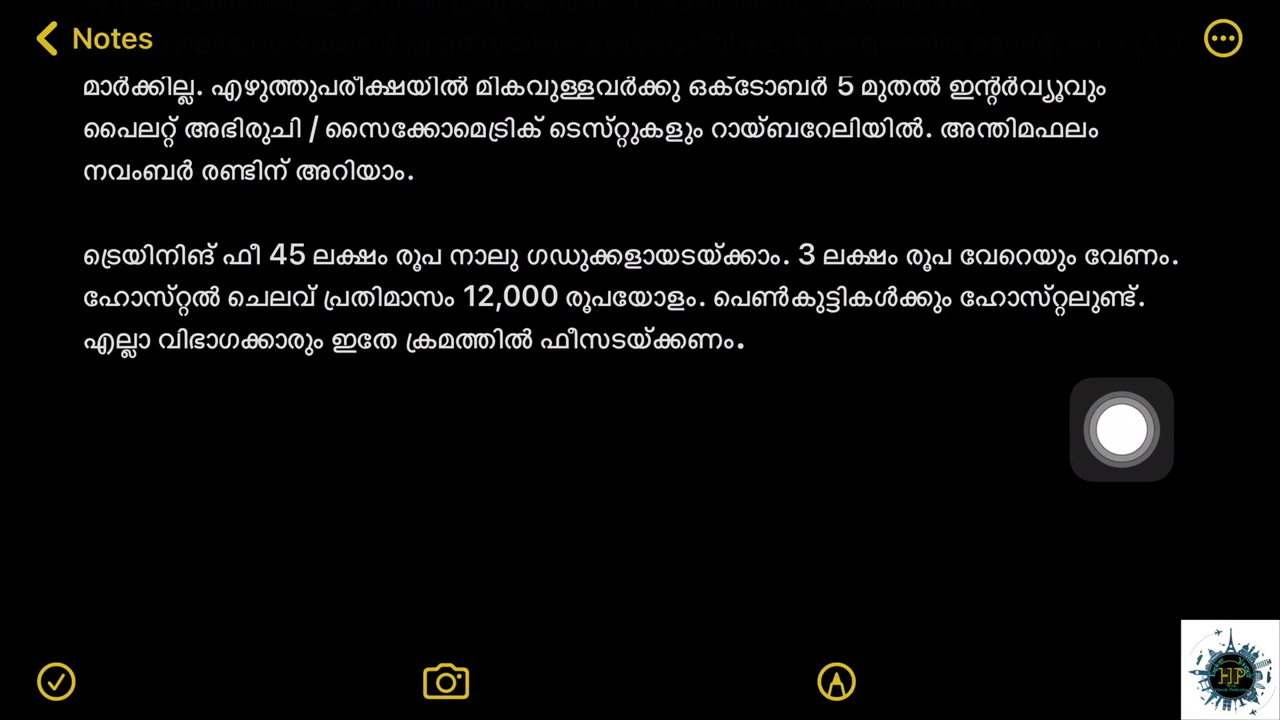 Notes
മാർക്കില്ല. എഴുത്തുപരീക്ഷയിൽ മികവുള്ളവർക്കു ഒക്ടോബർ 5 മുതൽ ഇന്റർവ്യൂവും
പൈലറ്റ് അഭിരുചി / സൈക്കോമെട്രിക് ടെസ്റ്റുകളും റായ്ബറേലിയിൽ. അന്തിമഫലം
നവംബർ രണ്ടിന് അറിയാം.
ട്രെയിനിങ് ഫീ 45 ലക്ഷം രൂപ നാലു ഗഡുക്കളായടയ്ക്കാം. 3 ലക്ഷം രൂപ വേറെയും വേണം.
ഹോസ്റ്റൽ ചെലവ് പ്രതിമാസം 12,000 രൂപയോളം. പെൺകുട്ടികൾക്കും ഹോസ്റ്റലുണ്ട്.
എല്ലാ വിഭാഗക്കാരും ഇതേ ക്രമത്തിൽ ഫീസടയ്ക്കണം.
HP